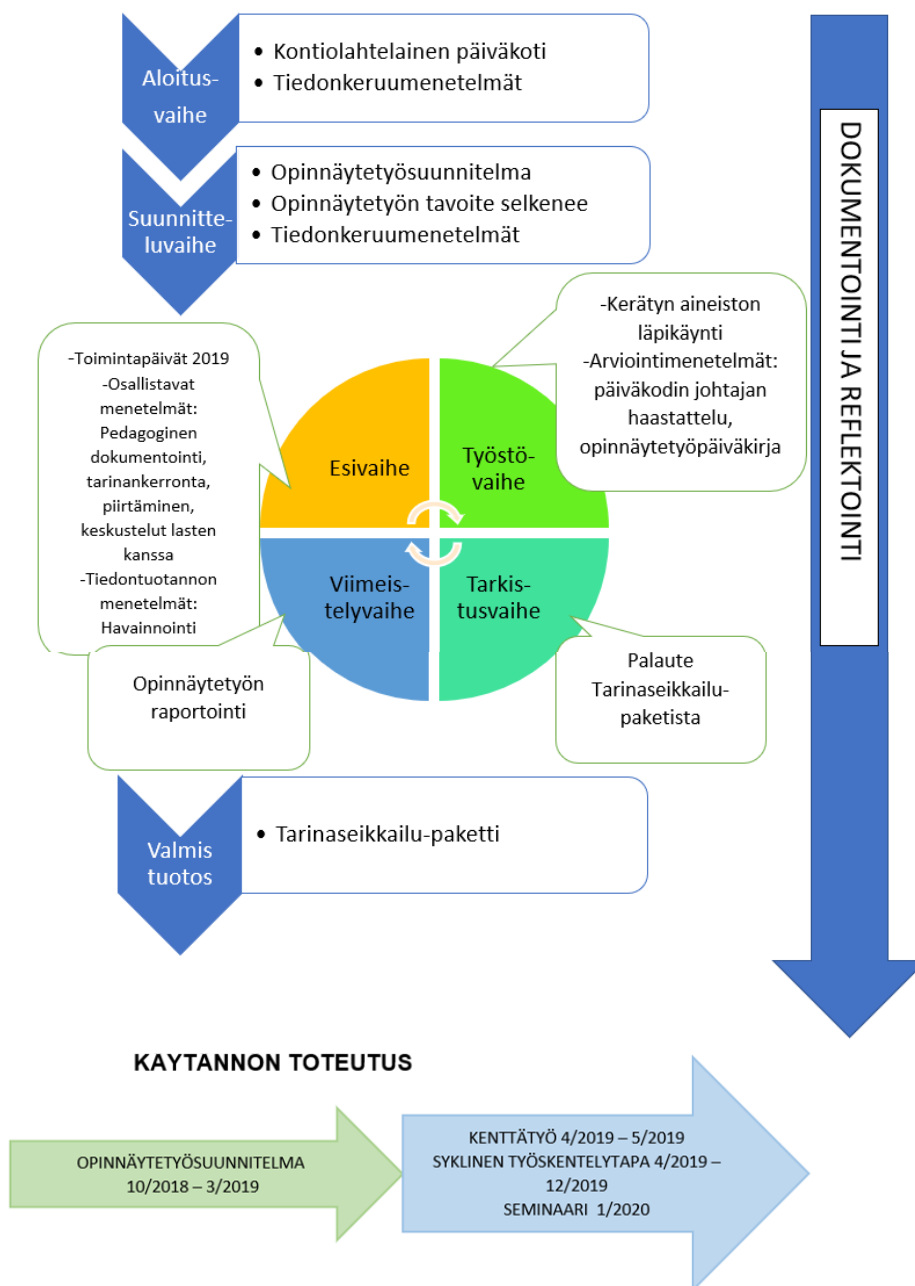 Aloitus-
vaihe
• Kontiolahtelainen päiväkoti
• Tiedonkeruumenetelmät
Suunnitte-
luvaihe
• Opinnäytetyösuunnitelma
• Opinnäytetyön tavoite selkenee
• Tiedonkeruumenetelmät
DOKUMENTOINTI JA REFLEKTOINTI
-Toimintapäivät 2019
-Osallistavat
menetelmät:
Pedagoginen
dokumentointi,
tarinankerronta,
piirtäminen,
keskustelut lasten
kanssa
-Tiedontuotannon
menetelmät:
Havainnointi
Esivaihe
Työstö-
vaihe
-Kerätyn aineiston
läpikäynti
-Arviointimenetelmät:
päiväkodin johtajan
haastattelu,
opinnäytetyöpäiväkirja
Viimeis-
telyvaihe
Tarkis-
tusvaihe
Opinnäytetyön
raportointi
Palaute
Tarinaseikkailu-
paketista
Valmis
tuotos
• Tarinaseikkailu-paketti
KAYTANNON TOTEUTUS
OPINNÄYTETYÖSUUNNITELMA
10/2018 – 3/2019
KENTTÄTYÖ 4/2019 – 5/2019
SYKLINEN TYÖSKENTELYTAPA 4/2019 –
12/2019
SEMINAARI 1/2020